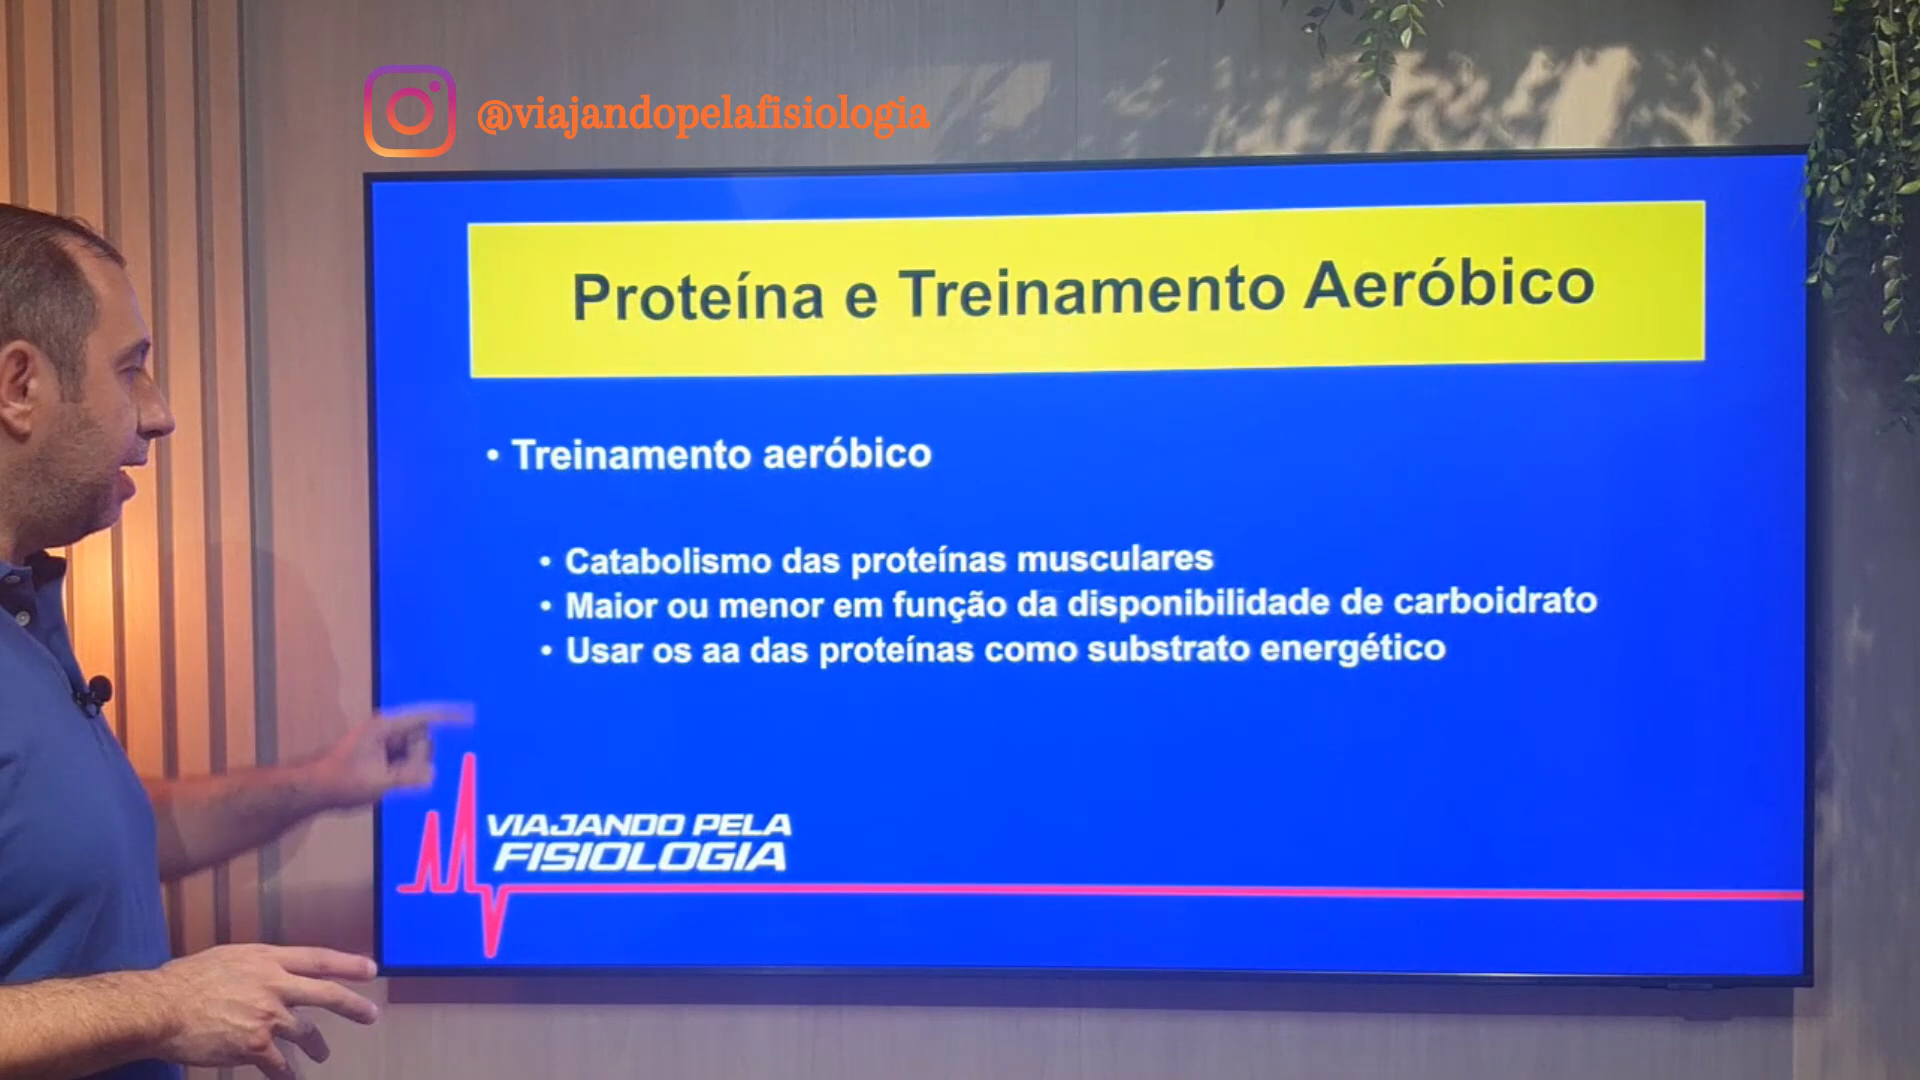 @viajandopelafisiologia
Proteína e Treinamento Aeróbico
• Treinamento aeróbico
• Catabolismo das proteínas musculares
• Maior ou menor em função da disponibilidade de carboidrato
• Usar os aa das proteínas como substrato energético
VIAJANDO PELA
FISIOLOGIA